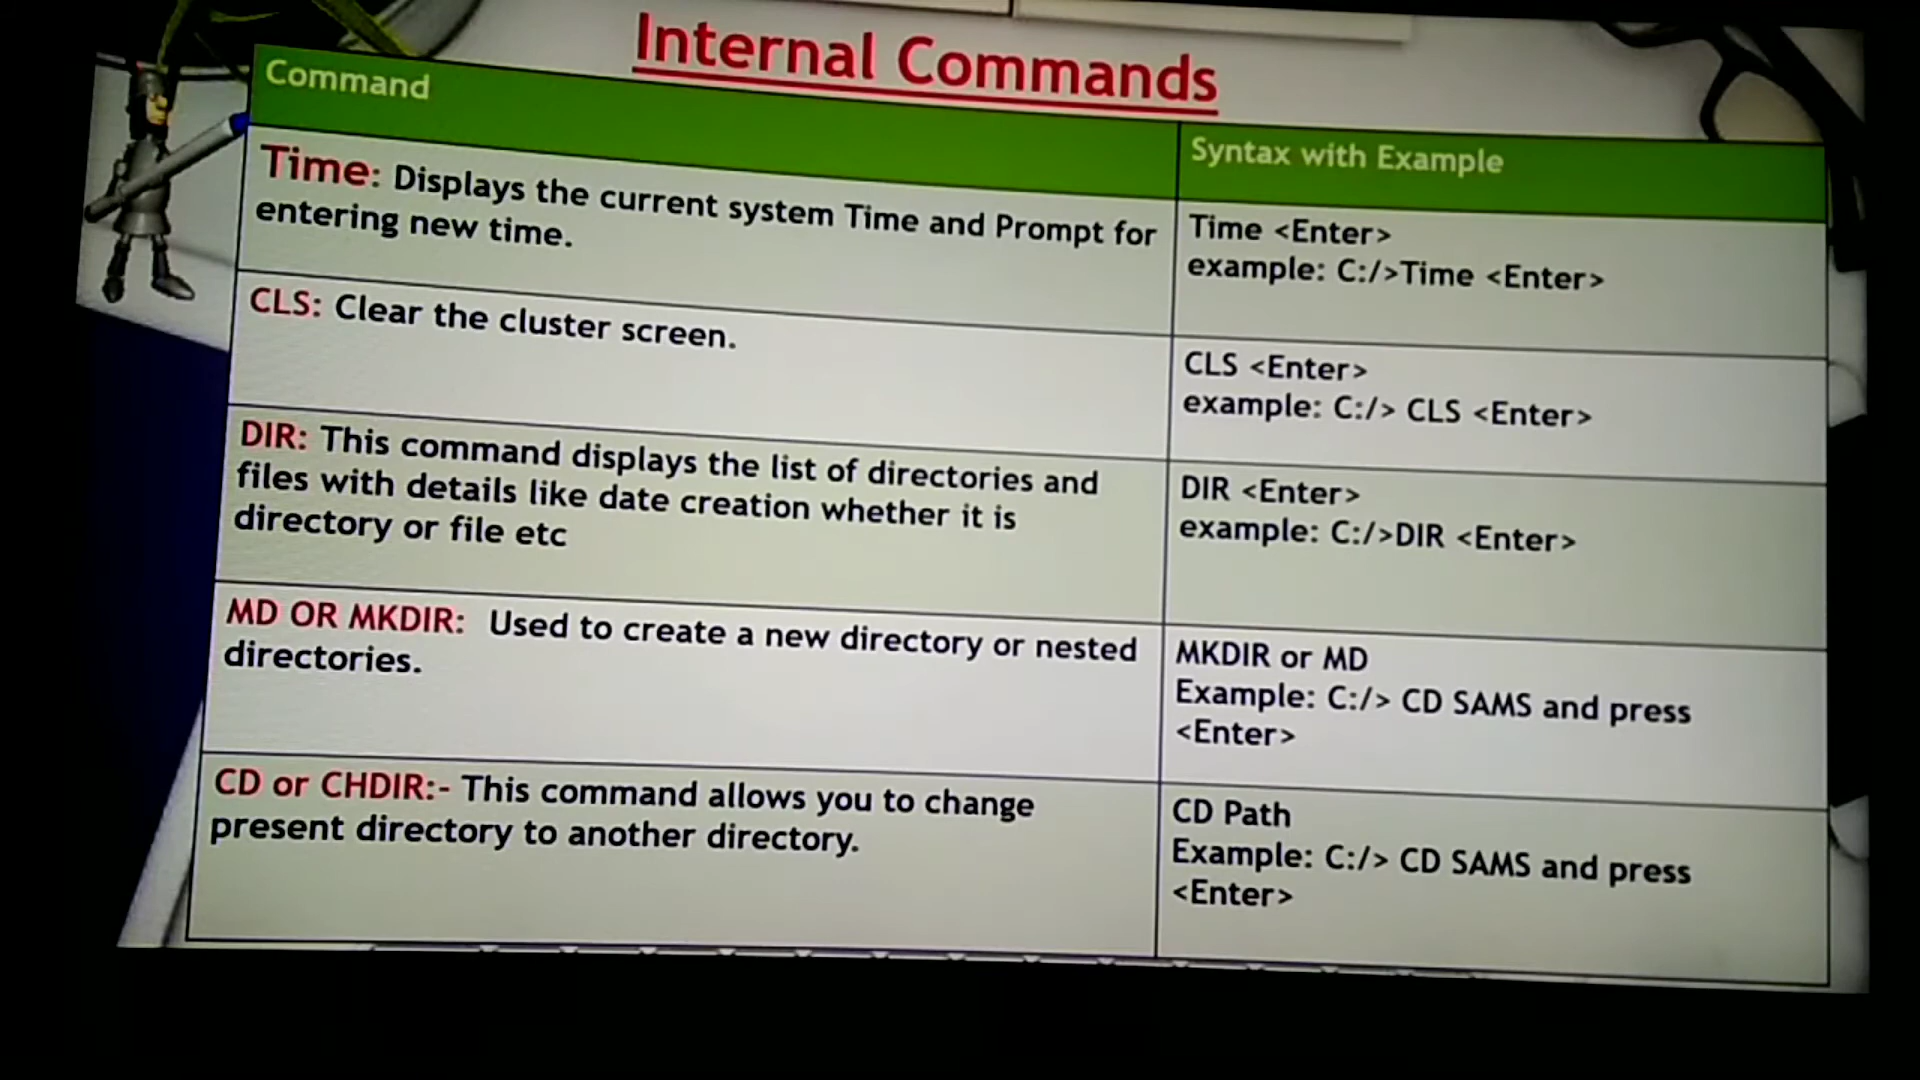 Internal Commands
Command
Syntax with Example
Time: Displays the current system Time and Prompt for
entering new time.
Time <Enter>
example: C:/>Time <Enter>
CLS: Clear the cluster screen.
CLS <Enter>
example: C:/> CLS <Enter>
DIR: This command displays the list of directories and
files with details like date creation whether it is
directory or file etc
DIR <Enter>
example: C:/>DIR <Enter>
MD OR MKDIR: Used to create a new directory or nested
directories.
MKDIR or MD
Example: C:/> CD SAMS and press
<Enter>
CD or CHDIR:- This command allows you to change
present directory to another directory.
CD Path
Example: C:/> CD SAMS and press
<Enter>